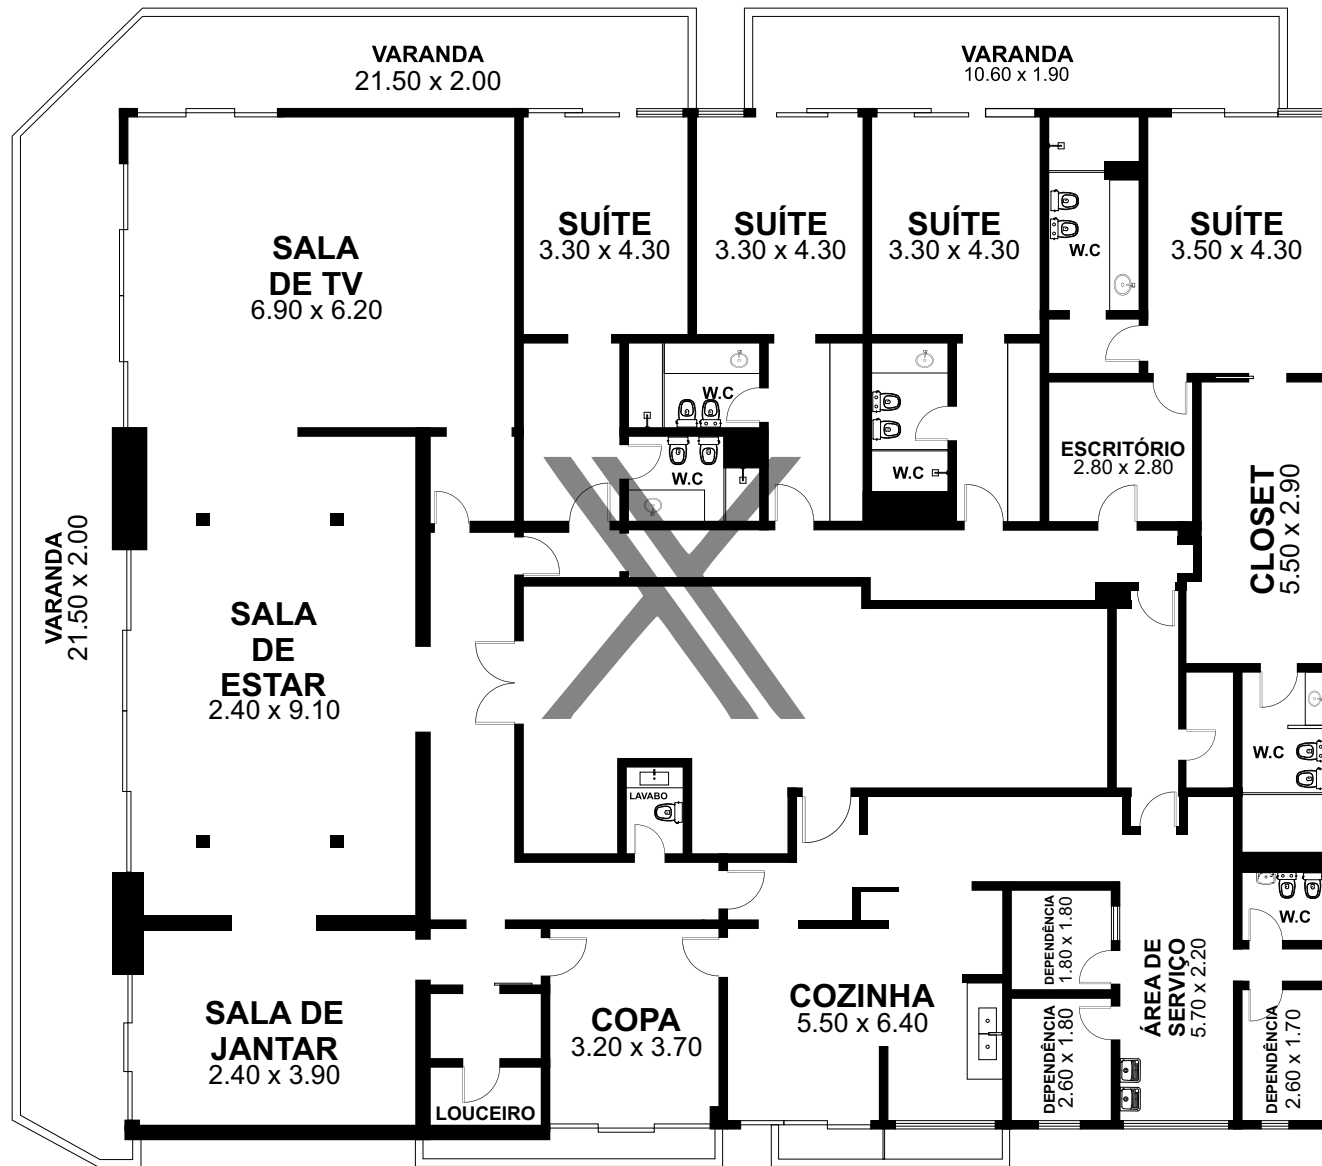 VARANDA
21.50 x 2.00
VARANDA
10.60 x 1.90
SALA
DE TV
6.90 x 6.20
SUÍTE
3.30 x 4.30
SUÍTE
3.30 x 4.30
SUÍTE
3.30 x 4.30
W.C
SUÍTE
3.50 x 4.30
W.C
W.C
W.C
ESCRITÓRIO
2.80 x 2.80
CLOSET
5.50 x 2.90
VARANDA
21.50 x 2.00
SALA
DE
ESTAR
2.40 x 9.10
W.C
LAVABO
SALA DE
JANTAR
2.40 x 3.90
LOUCEIRO
COPA
3.20 x 3.70
COZINHA
5.50 x 6.40
DEPENDÊNCIA
1.80 x 1.80
DEPENDÊNCIA
2.60 x 1.80
ÁREA DE
SERVIÇO
5.70 x 2.20
W.C
DEPENDÊNCIA
2.60 x 1.70